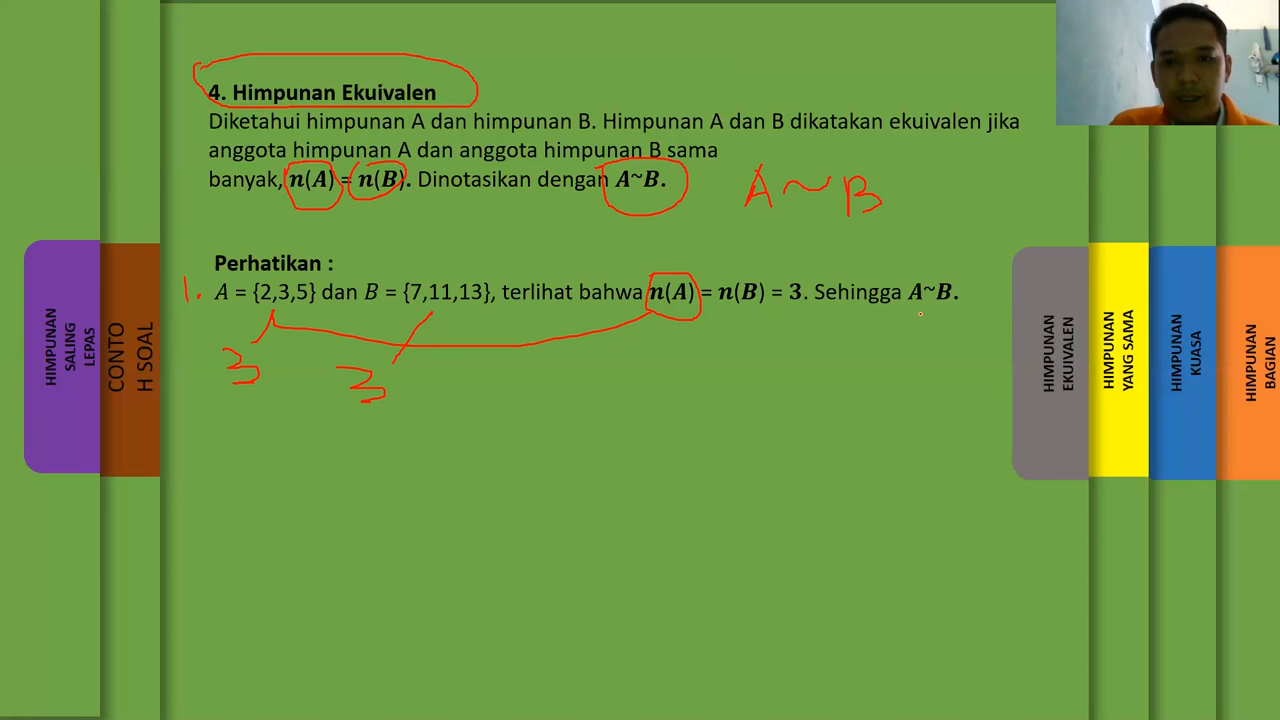 4. Himpunan Ekuivalen
Diketahui himpunan A dan himpunan B. Himpunan A dan B dikatakan ekuivalen jika
anggota himpunan A dan anggota himpunan B sama
banyak, n(A) = n(B). Dinotasikan dengan A~B.
A ~ B
Perhatikan :
1. A = {2,3,5} dan B = {7,11,13}, terlihat bahwa n(A) = n(B) = 3. Sehingga A~B.
3
3
HIMPUNAN
SALING
LEPAS
CONTO
H SOAL
HIMPUNAN
EKUIVALEN
HIMPUNAN
YANG SAMA
HIMPUNAN
KUASA
HIMPUNAN
BAGIAN